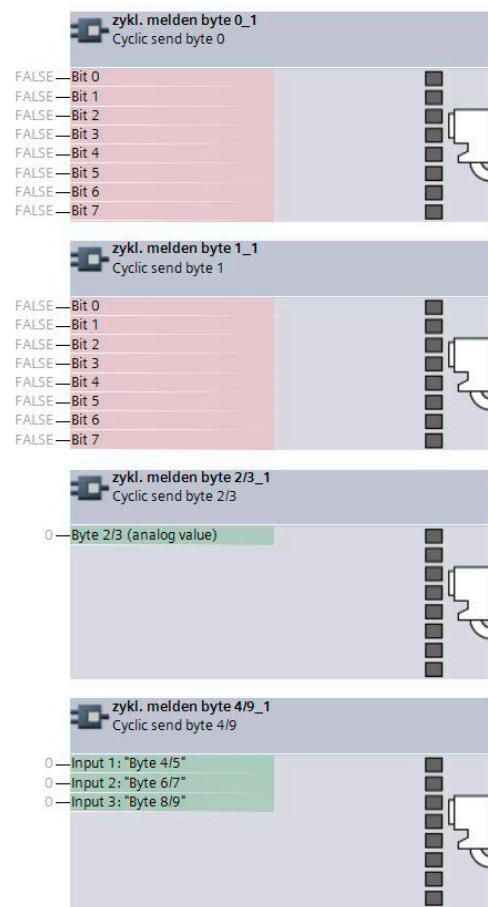 zykl. melden byte 0_1
Cyclic send byte 0
FALSE Bit 0
FALSE Bit 1
FALSE Bit 2
FALSE Bit 3
FALSE Bit 4
FALSE Bit 5
FALSE Bit 6
FALSE Bit 7
zykl. melden byte 1_1
Cyclic send byte 1
FALSE Bit 0
FALSE Bit 1
FALSE Bit 2
FALSE Bit 3
FALSE Bit 4
FALSE Bit 5
FALSE Bit 6
FALSE Bit 7
zykl. melden byte 2/3_1
Cyclic send byte 2/3
0 Byte 2/3 (analog value)
zykl. melden byte 4/9_1
Cyclic send byte 4/9
0 Input 1: "Byte 4/5"
0 Input 2: "Byte 6/7"
0 Input 3: "Byte 8/9"